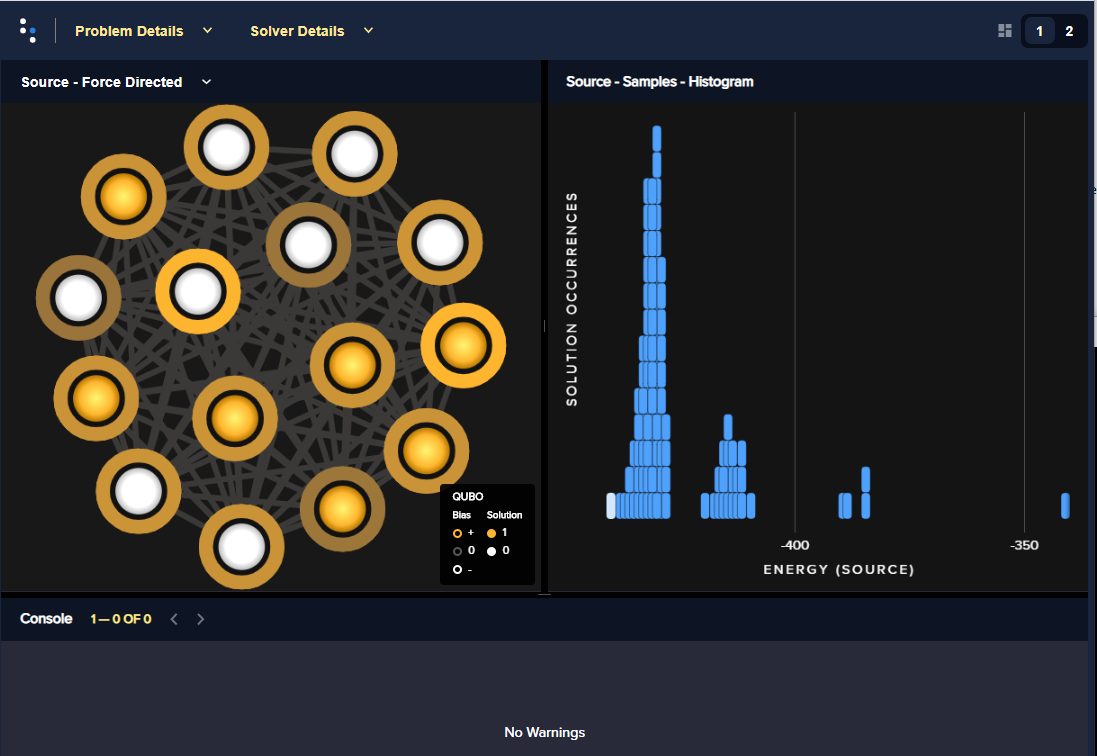 Problem Details
Solver Details
1 2
Source - Force Directed
Source - Samples - Histogram
SOLUTION OCCURRENCES
QUBO
Bias Solution
+ 1
0 0
-
-400 -350
ENERGY (SOURCE)
Console 1 — 0 OF 0
No Warnings